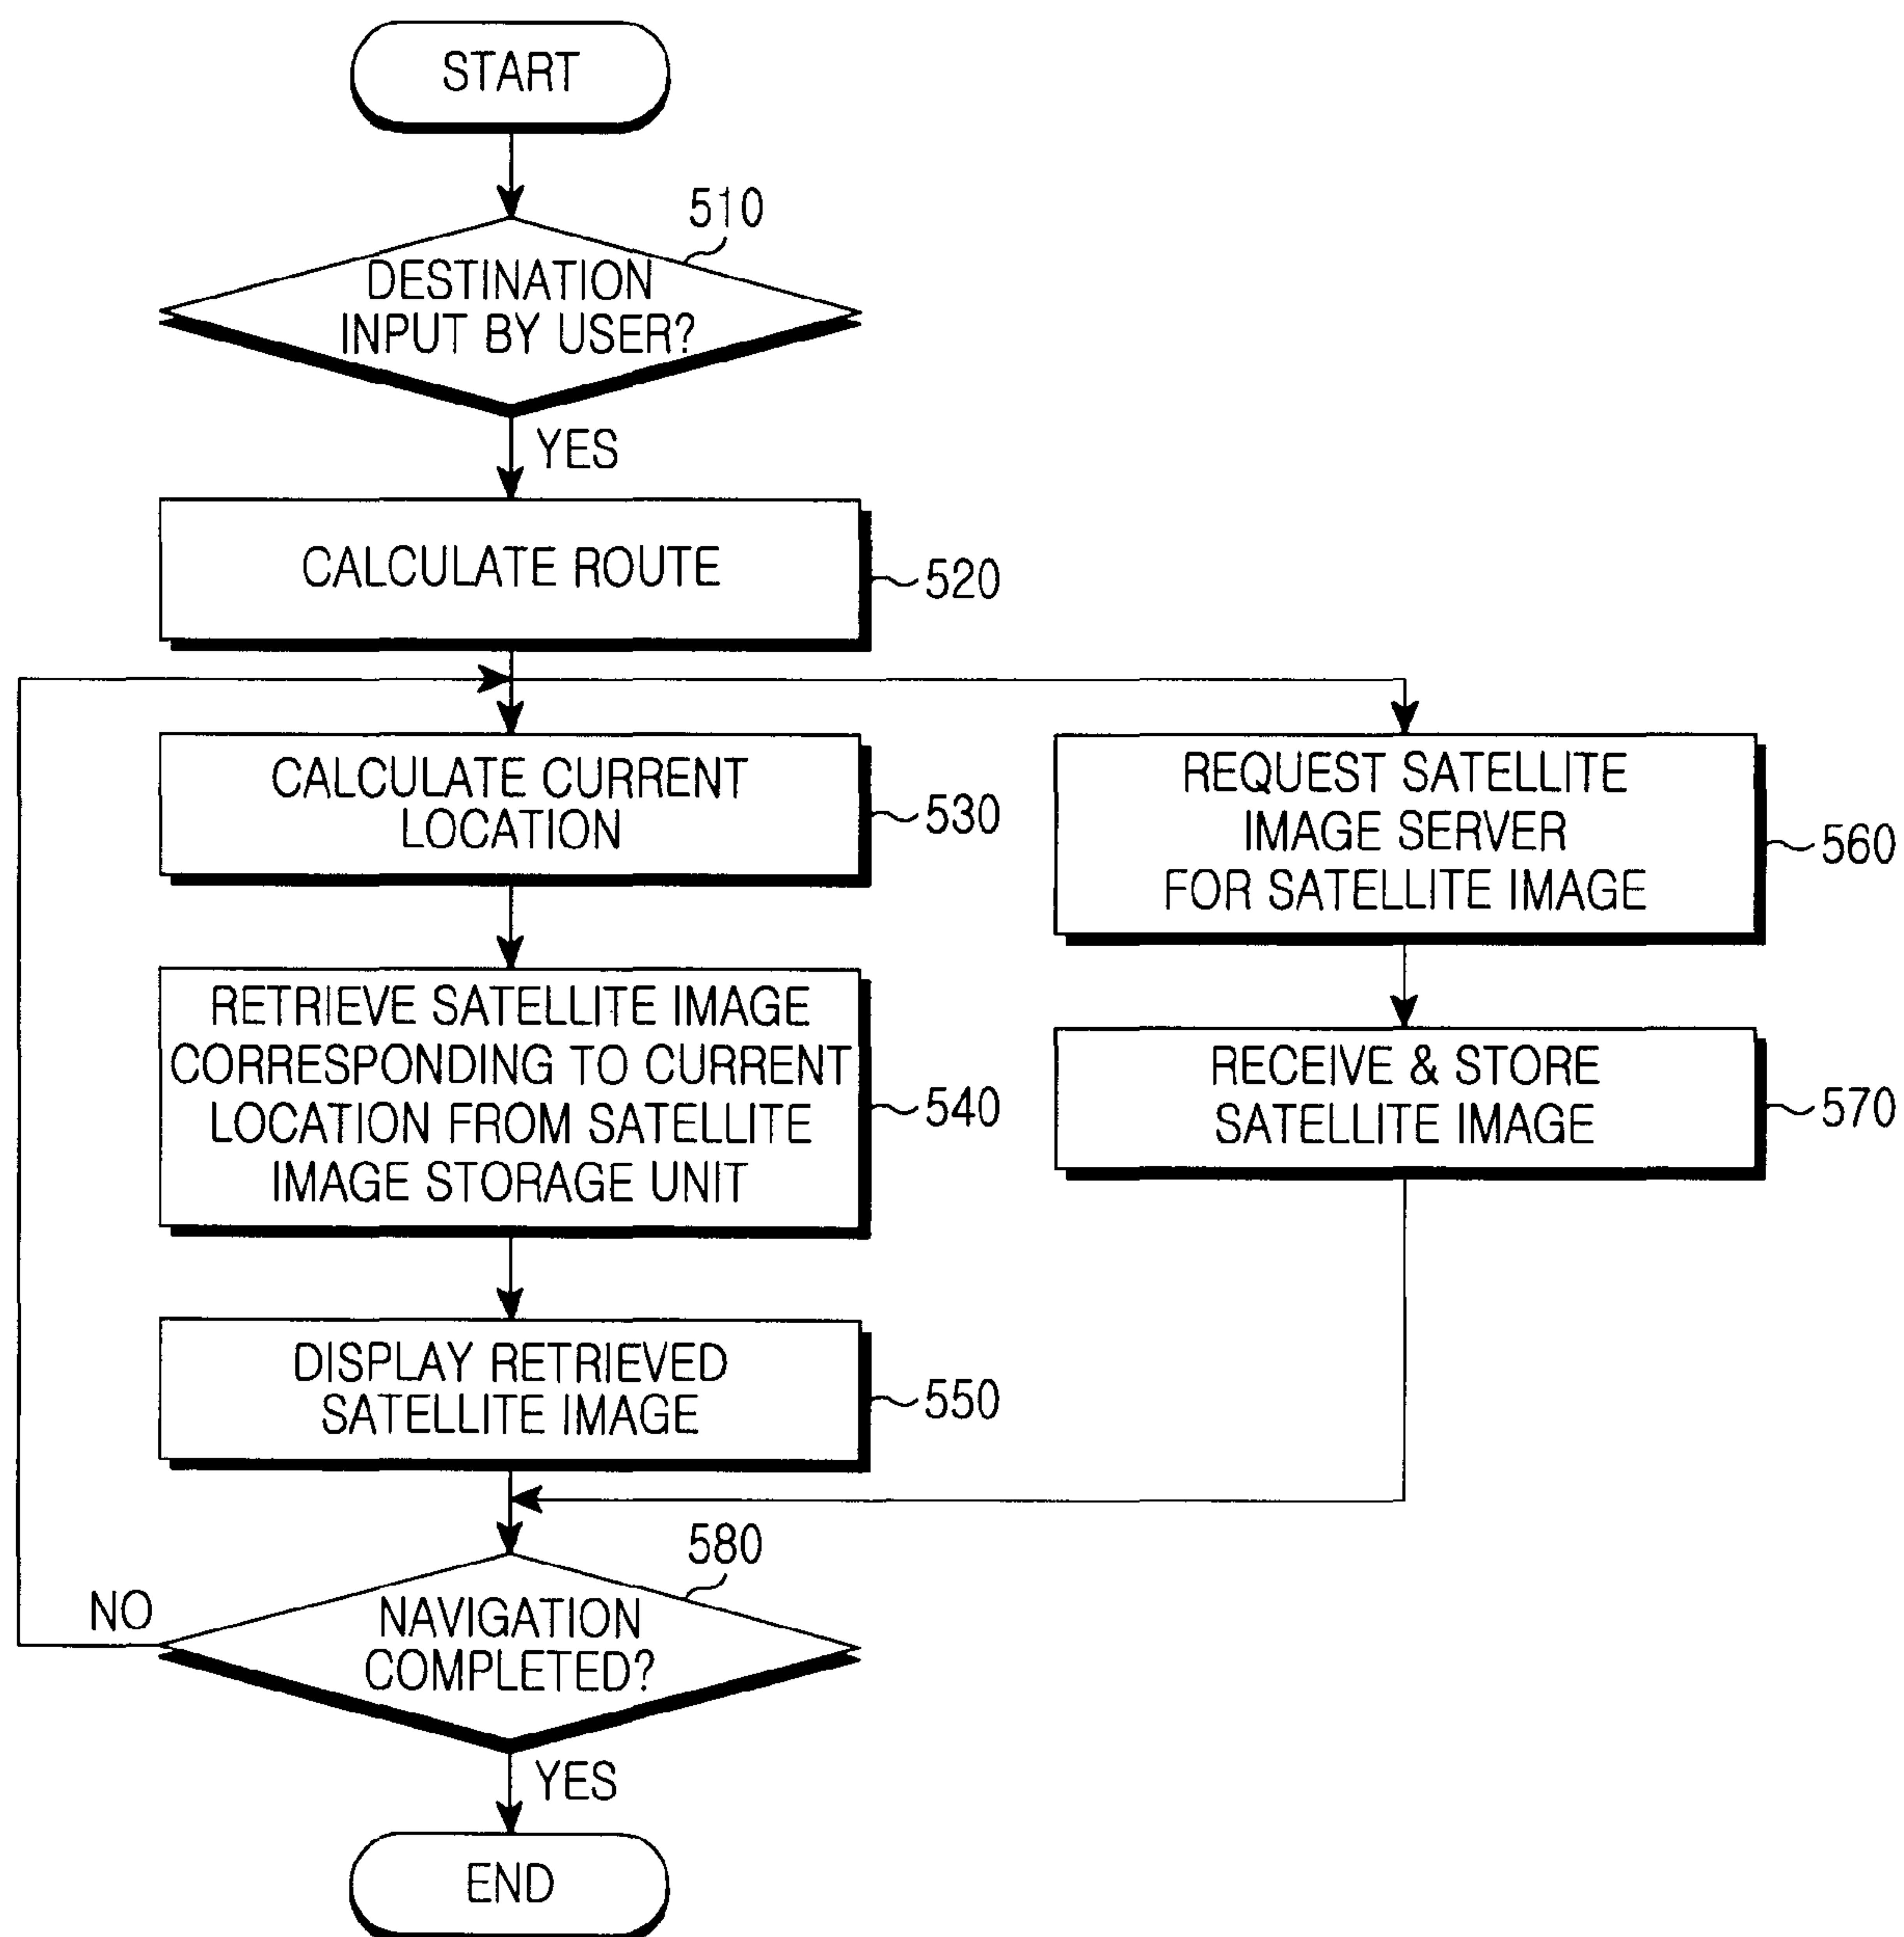 START
510
DESTINATION
INPUT BY USER?
YES
CALCULATE ROUTE
520
CALCULATE CURRENT
LOCATION
530
RETRIEVE SATELLITE IMAGE
CORRESPONDING TO CURRENT
LOCATION FROM SATELLITE
IMAGE STORAGE UNIT
540
DISPLAY RETRIEVED
SATELLITE IMAGE
550
REQUEST SATELLITE
IMAGE SERVER
FOR SATELLITE IMAGE
560
RECEIVE & STORE
SATELLITE IMAGE
570
580
NAVIGATION
COMPLETED?
NO
YES
END